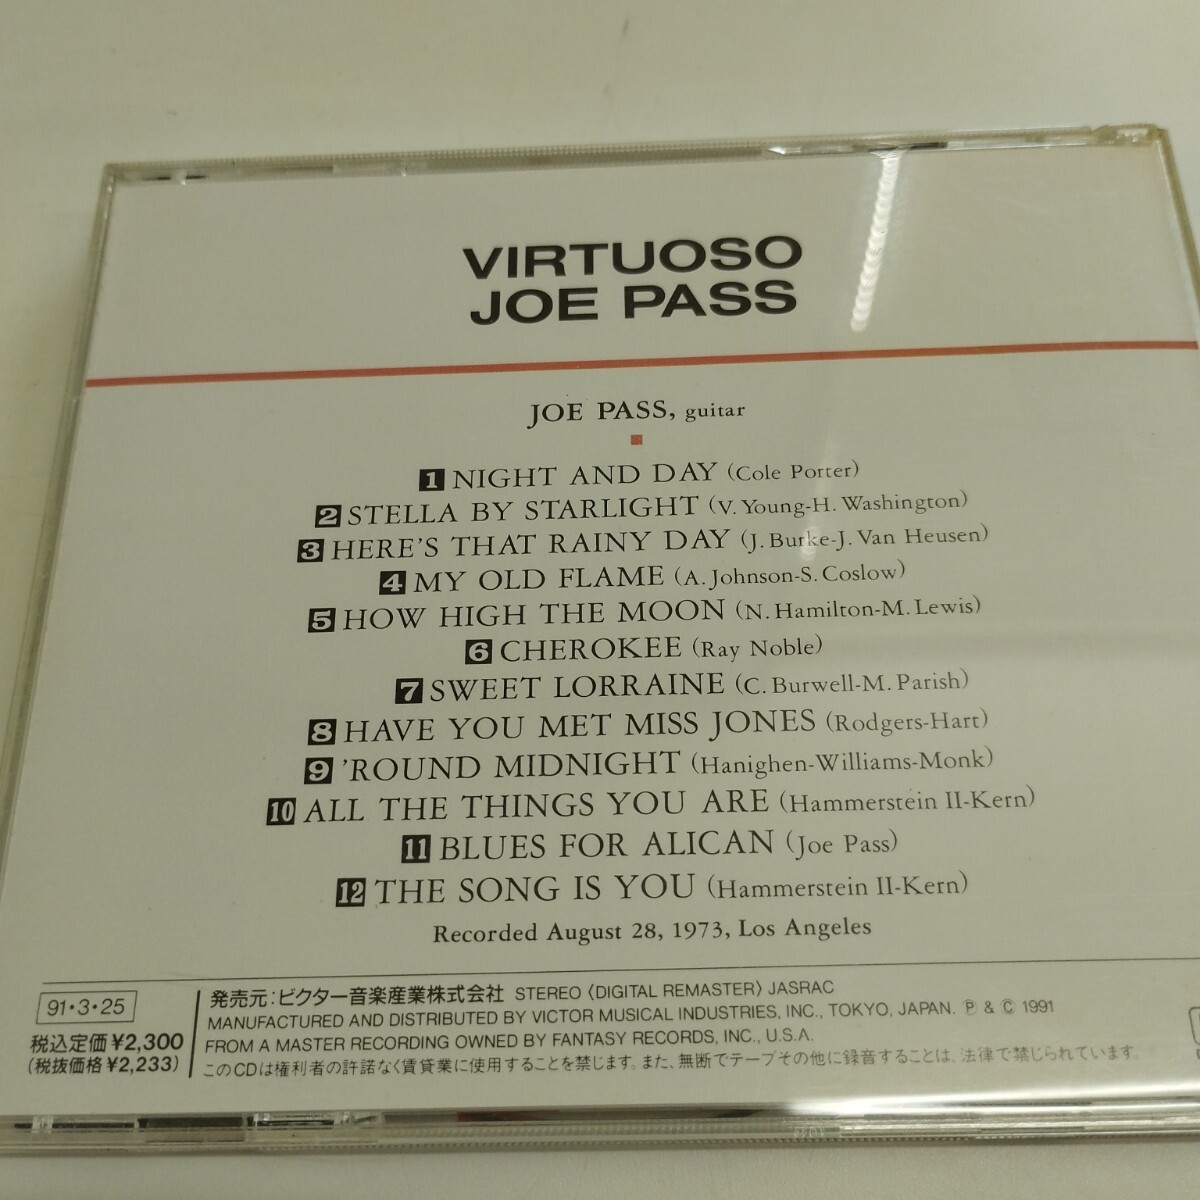 VIRTUOSO
JOE PASS
JOE PASS, guitar
1 NIGHT AND DAY (Cole Porter)
2 STELLA BY STARLIGHT (V. Young-H. Washington)
3 HERE'S THAT RAINY DAY (J. Burke-J. Van Heusen)
4 MY OLD FLAME (A. Johnson-S. Coslow)
5 HOW HIGH THE MOON (N. Hamilton-M. Lewis)
6 CHEROKEE (Ray Noble)
7 SWEET LORRAINE (C. Burwell-M. Parish)
8 HAVE YOU MET MISS JONES (Rodgers-Hart)
9 'ROUND MIDNIGHT (Hanighen-Williams-Monk)
10 ALL THE THINGS YOU ARE (Hammerstein II-Kern)
11 BLUES FOR ALICAN (Joe Pass)
12 THE SONG IS YOU (Hammerstein II-Kern)
Recorded August 28, 1973, Los Angeles
91・3・25
税込定価¥2,300
(税抜価格¥2,233)
発売元:ビクター音楽産業株式会社 STEREO 〈DIGITAL REMASTER〉 JASRAC
MANUFACTURED AND DISTRIBUTED BY VICTOR MUSICAL INDUSTRIES, INC., TOKYO, JAPAN. Ⓟ & Ⓒ 1991
FROM A MASTER RECORDING OWNED BY FANTASY RECORDS, INC., U.S.A.
このCDは権利者の許諾なく賃貸業に使用することを禁じます。また、無断でテープその他に録音することは、法律で禁じられています。